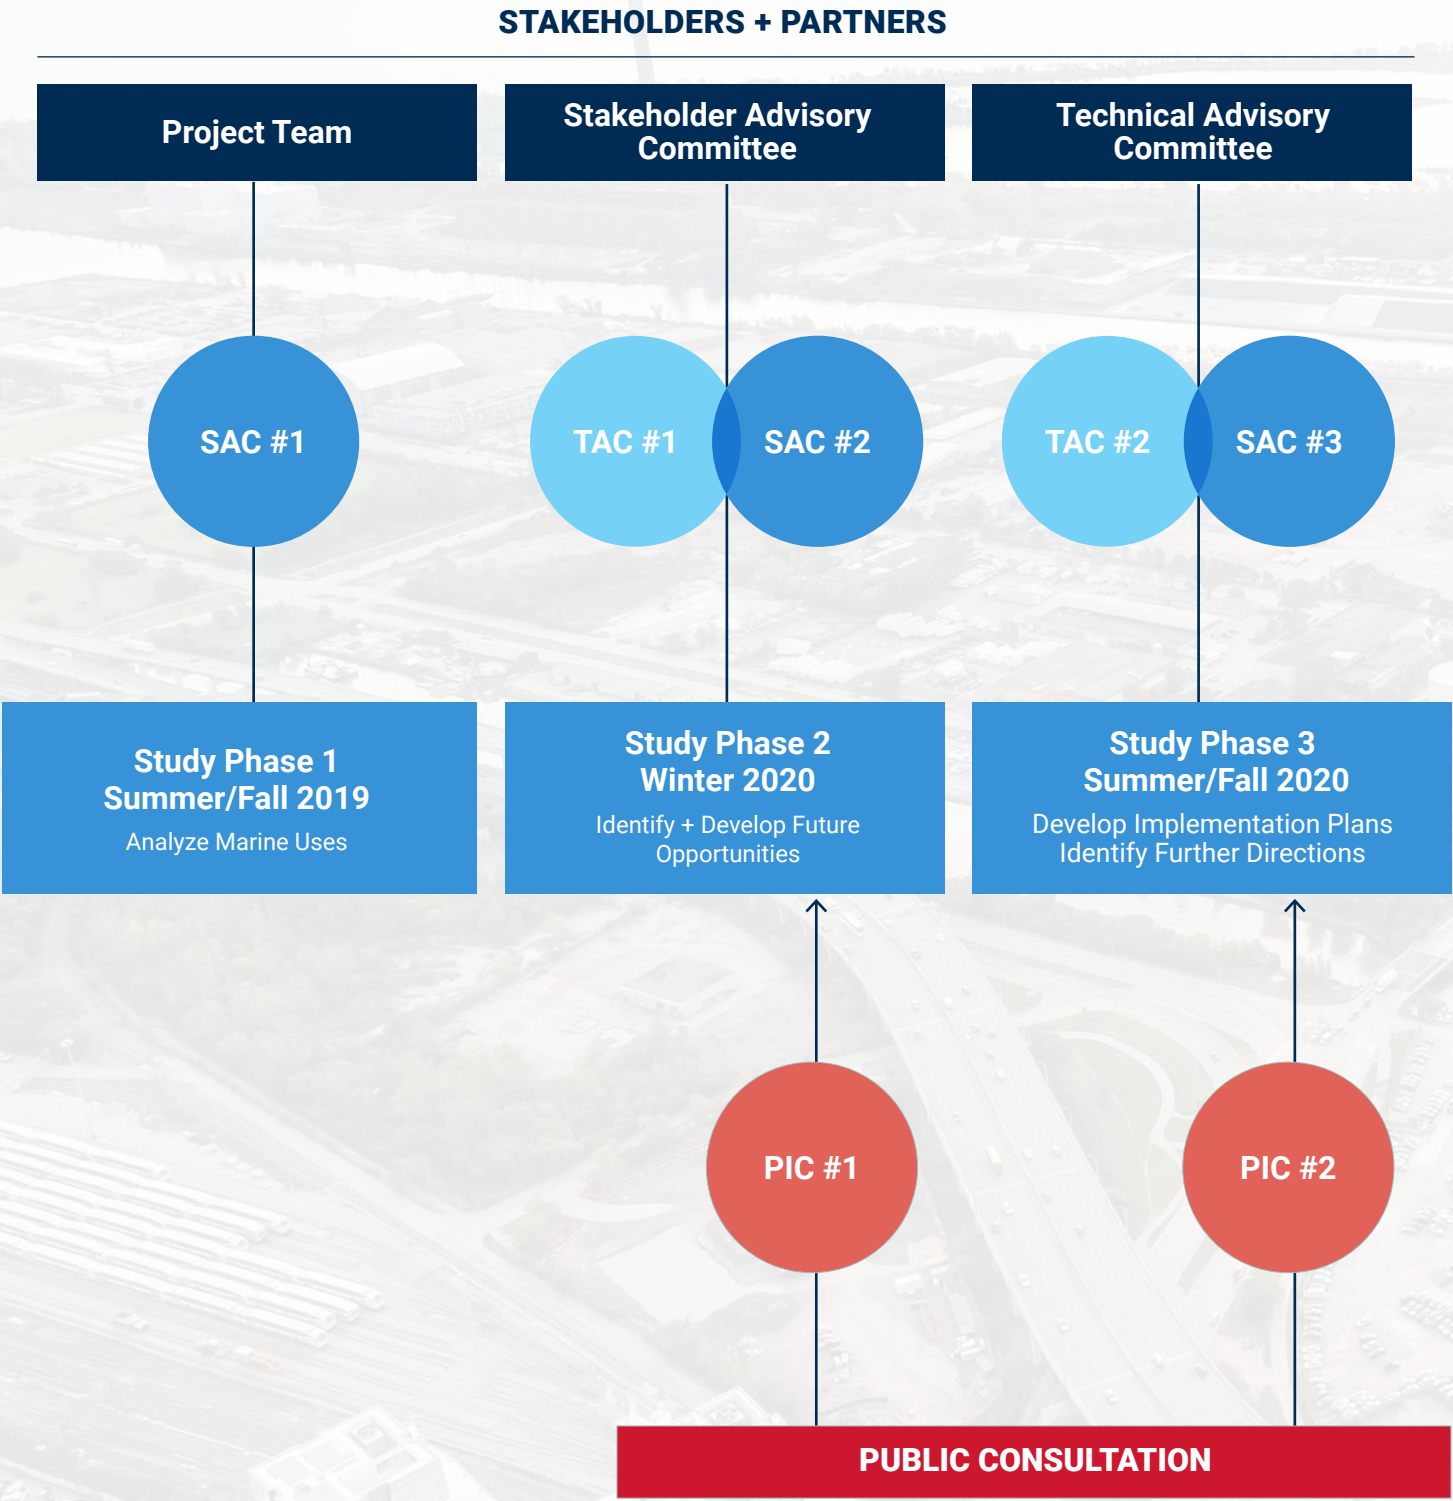 STAKEHOLDERS + PARTNERS
Project Team
Stakeholder Advisory
Committee
Technical Advisory
Committee
SAC #1
TAC #1
SAC #2
TAC #2
SAC #3
Study Phase 1
Summer/Fall 2019
Analyze Marine Uses
Study Phase 2
Winter 2020
Identify + Develop Future
Opportunities
Study Phase 3
Summer/Fall 2020
Develop Implementation Plans
Identify Further Directions
PIC #1
PIC #2
PUBLIC CONSULTATION